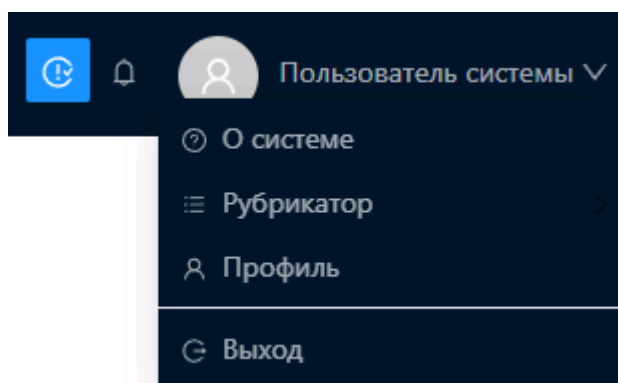 Пользователь системы
О системе
Рубрикатор
Профиль
Выход